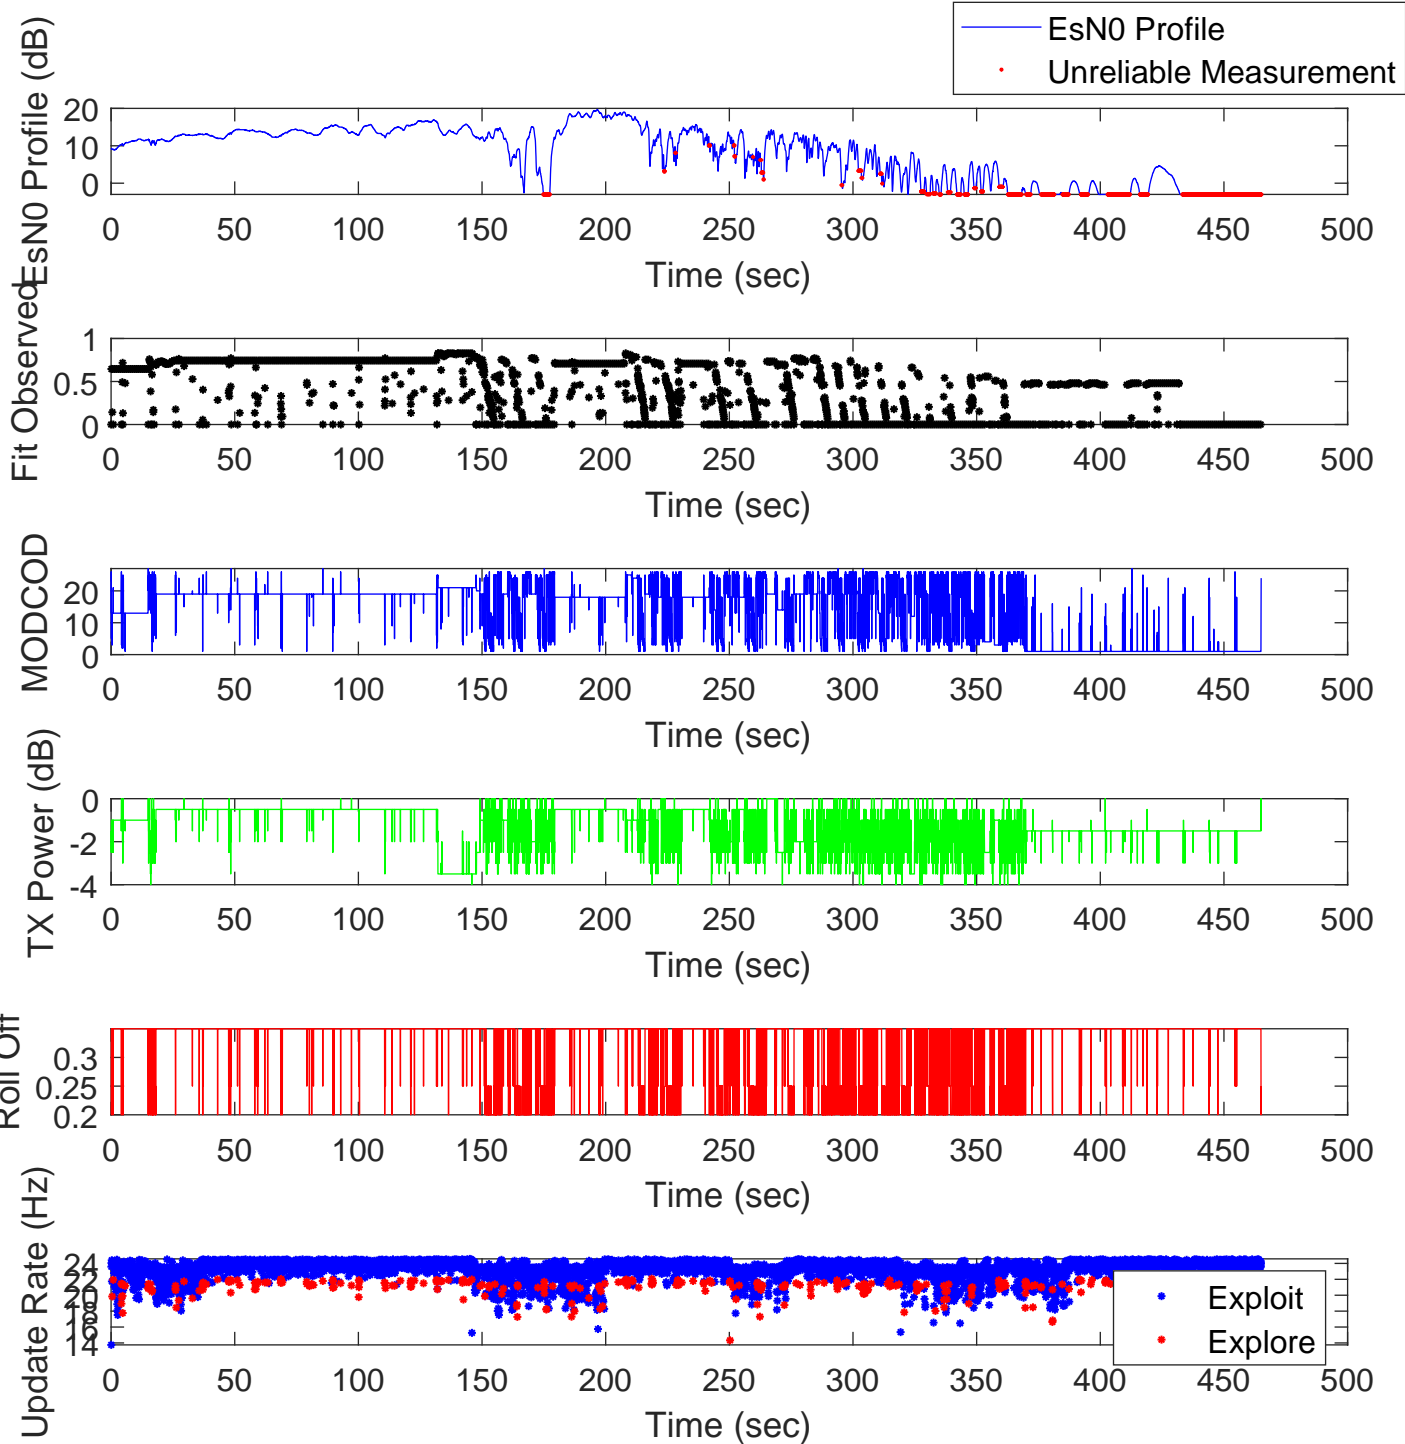 EsN0 Profile
Unreliable Measurement
EsN0 Profile (dB)
20
10
0
0 50 100 150 200 250 300 350 400 450 500
Time (sec)
Fit Observed
1
0.5
0
0 50 100 150 200 250 300 350 400 450 500
Time (sec)
MODCOD
20
10
0
0 50 100 150 200 250 300 350 400 450 500
Time (sec)
TX Power (dB)
0
-2
-4
0 50 100 150 200 250 300 350 400 450 500
Time (sec)
Roll Off
0.3
0.25
0.2
0 50 100 150 200 250 300 350 400 450 500
Time (sec)
Update Rate (Hz)
24
22
20
18
16
14
Exploit
Explore
0 50 100 150 200 250 300 350 400 450 500
Time (sec)